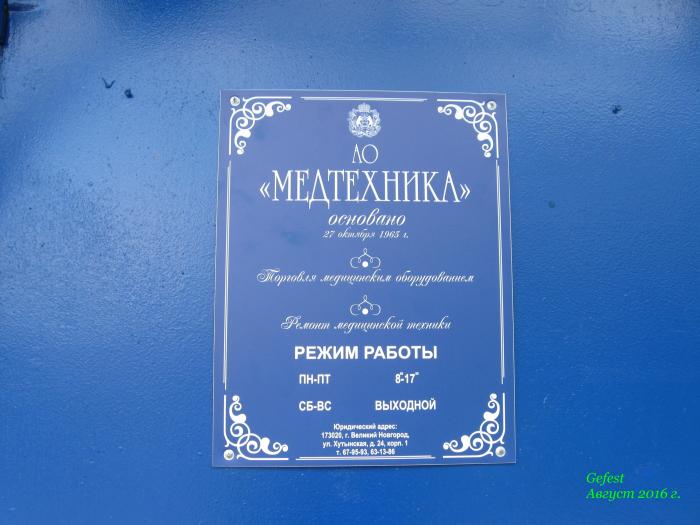 АО
«МЕДТЕХНИКА»
основано
27 октября 1965 г.
Торговля медицинским оборудованием
Ремонт медицинской техники
РЕЖИМ РАБОТЫ
ПН-ПТ 8-17
СБ-ВС ВЫХОДНОЙ
Юридический адрес:
173020, г. Великий Новгород,
ул. Хутынская, д. 24, корп. 1
т. 67-95-93, 63-13-86
Gefest
Август 2016 г.